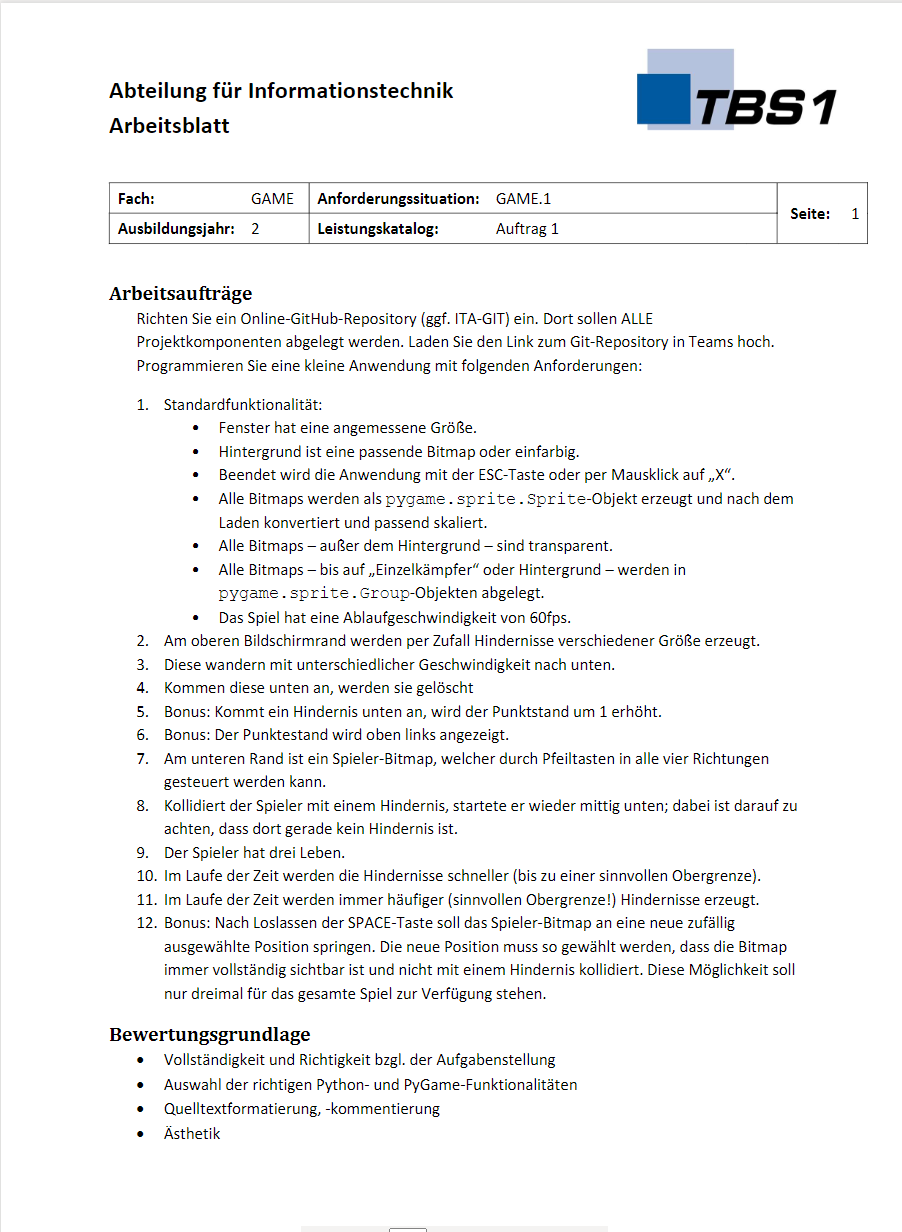 Abteilung für Informationstechnik
Arbeitsblatt
TBS1
Fach: GAME Anforderungssituation: GAME.1
Seite: 1
Ausbildungsjahr: 2 Leistungskatalog: Auftrag 1
Arbeitsaufträge
Richten Sie ein Online-GitHub-Repository (ggf. ITA-GIT) ein. Dort sollen ALLE
Projektkomponenten abgelegt werden. Laden Sie den Link zum Git-Repository in Teams hoch.
Programmieren Sie eine kleine Anwendung mit folgenden Anforderungen:
1. Standardfunktionalität:
• Fenster hat eine angemessene Größe.
• Hintergrund ist eine passende Bitmap oder einfarbig.
• Beendet wird die Anwendung mit der ESC-Taste oder per Mausklick auf „X“.
• Alle Bitmaps werden als pygame.sprite.Sprite-Objekt erzeugt und nach dem
Laden konvertiert und passend skaliert.
• Alle Bitmaps – außer dem Hintergrund – sind transparent.
• Alle Bitmaps – bis auf „Einzelkämpfer“ oder Hintergrund – werden in
pygame.sprite.Group-Objekten abgelegt.
• Das Spiel hat eine Ablaufgeschwindigkeit von 60fps.
2. Am oberen Bildschirmrand werden per Zufall Hindernisse verschiedener Größe erzeugt.
3. Diese wandern mit unterschiedlicher Geschwindigkeit nach unten.
4. Kommen diese unten an, werden sie gelöscht
5. Bonus: Kommt ein Hindernis unten an, wird der Punktstand um 1 erhöht.
6. Bonus: Der Punktestand wird oben links angezeigt.
7. Am unteren Rand ist ein Spieler-Bitmap, welcher durch Pfeiltasten in alle vier Richtungen
gesteuert werden kann.
8. Kollidiert der Spieler mit einem Hindernis, startete er wieder mittig unten; dabei ist darauf zu
achten, dass dort gerade kein Hindernis ist.
9. Der Spieler hat drei Leben.
10. Im Laufe der Zeit werden die Hindernisse schneller (bis zu einer sinnvollen Obergrenze).
11. Im Laufe der Zeit werden immer häufiger (sinnvollen Obergrenze!) Hindernisse erzeugt.
12. Bonus: Nach Loslassen der SPACE-Taste soll das Spieler-Bitmap an eine neue zufällig
ausgewählte Position springen. Die neue Position muss so gewählt werden, dass die Bitmap
immer vollständig sichtbar ist und nicht mit einem Hindernis kollidiert. Diese Möglichkeit soll
nur dreimal für das gesamte Spiel zur Verfügung stehen.
Bewertungsgrundlage
• Vollständigkeit und Richtigkeit bzgl. der Aufgabenstellung
• Auswahl der richtigen Python- und PyGame-Funktionalitäten
• Quelltextformatierung, -kommentierung
• Ästhetik